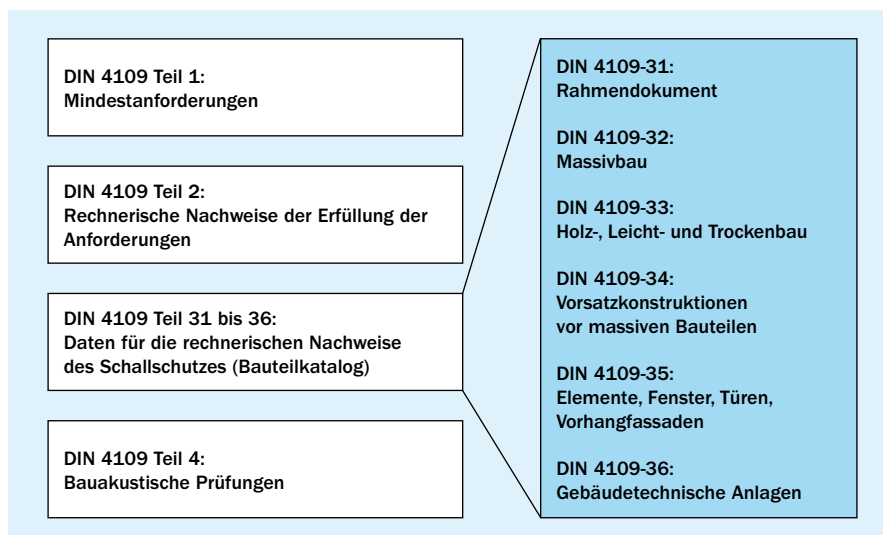 DIN 4109 Teil 1:
Mindestanforderungen
DIN 4109 Teil 2:
Rechnerische Nachweise der Erfüllung der
Anforderungen
DIN 4109 Teil 31 bis 36:
Daten für die rechnerischen Nachweise
des Schallschutzes (Bauteilkatalog)
DIN 4109 Teil 4:
Bauakustische Prüfungen
DIN 4109-31:
Rahmendokument
DIN 4109-32:
Massivbau
DIN 4109-33:
Holz-, Leicht- und Trockenbau
DIN 4109-34:
Vorsatzkonstruktionen
vor massiven Bauteilen
DIN 4109-35:
Elemente, Fenster, Türen,
Vorhangfassaden
DIN 4109-36:
Gebäudetechnische Anlagen